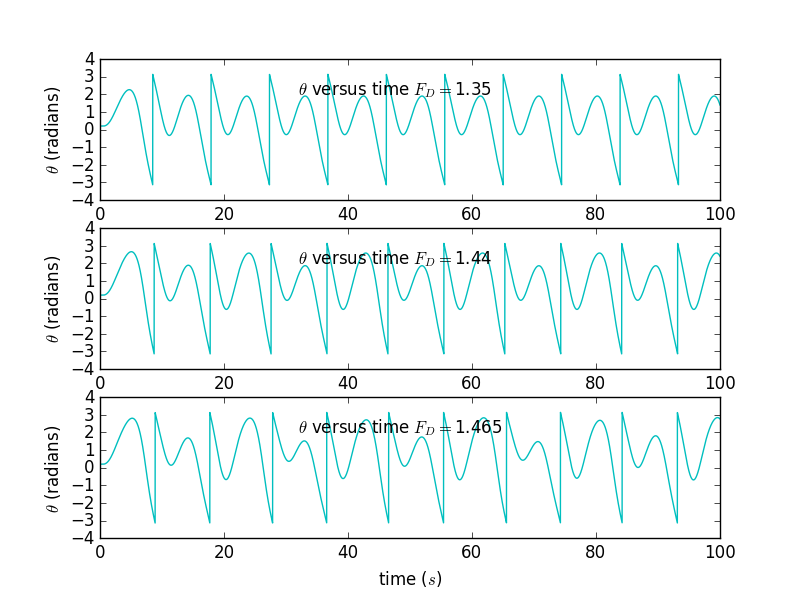 4
3
2
1
0
−1
−2
−3
−4
θ (radians)
θ versus time F_D = 1.35
0 20 40 60 80 100
4
3
2
1
0
−1
−2
−3
−4
θ (radians)
θ versus time F_D = 1.44
0 20 40 60 80 100
4
3
2
1
0
−1
−2
−3
−4
θ (radians)
θ versus time F_D = 1.465
0 20 40 60 80 100
time (s)